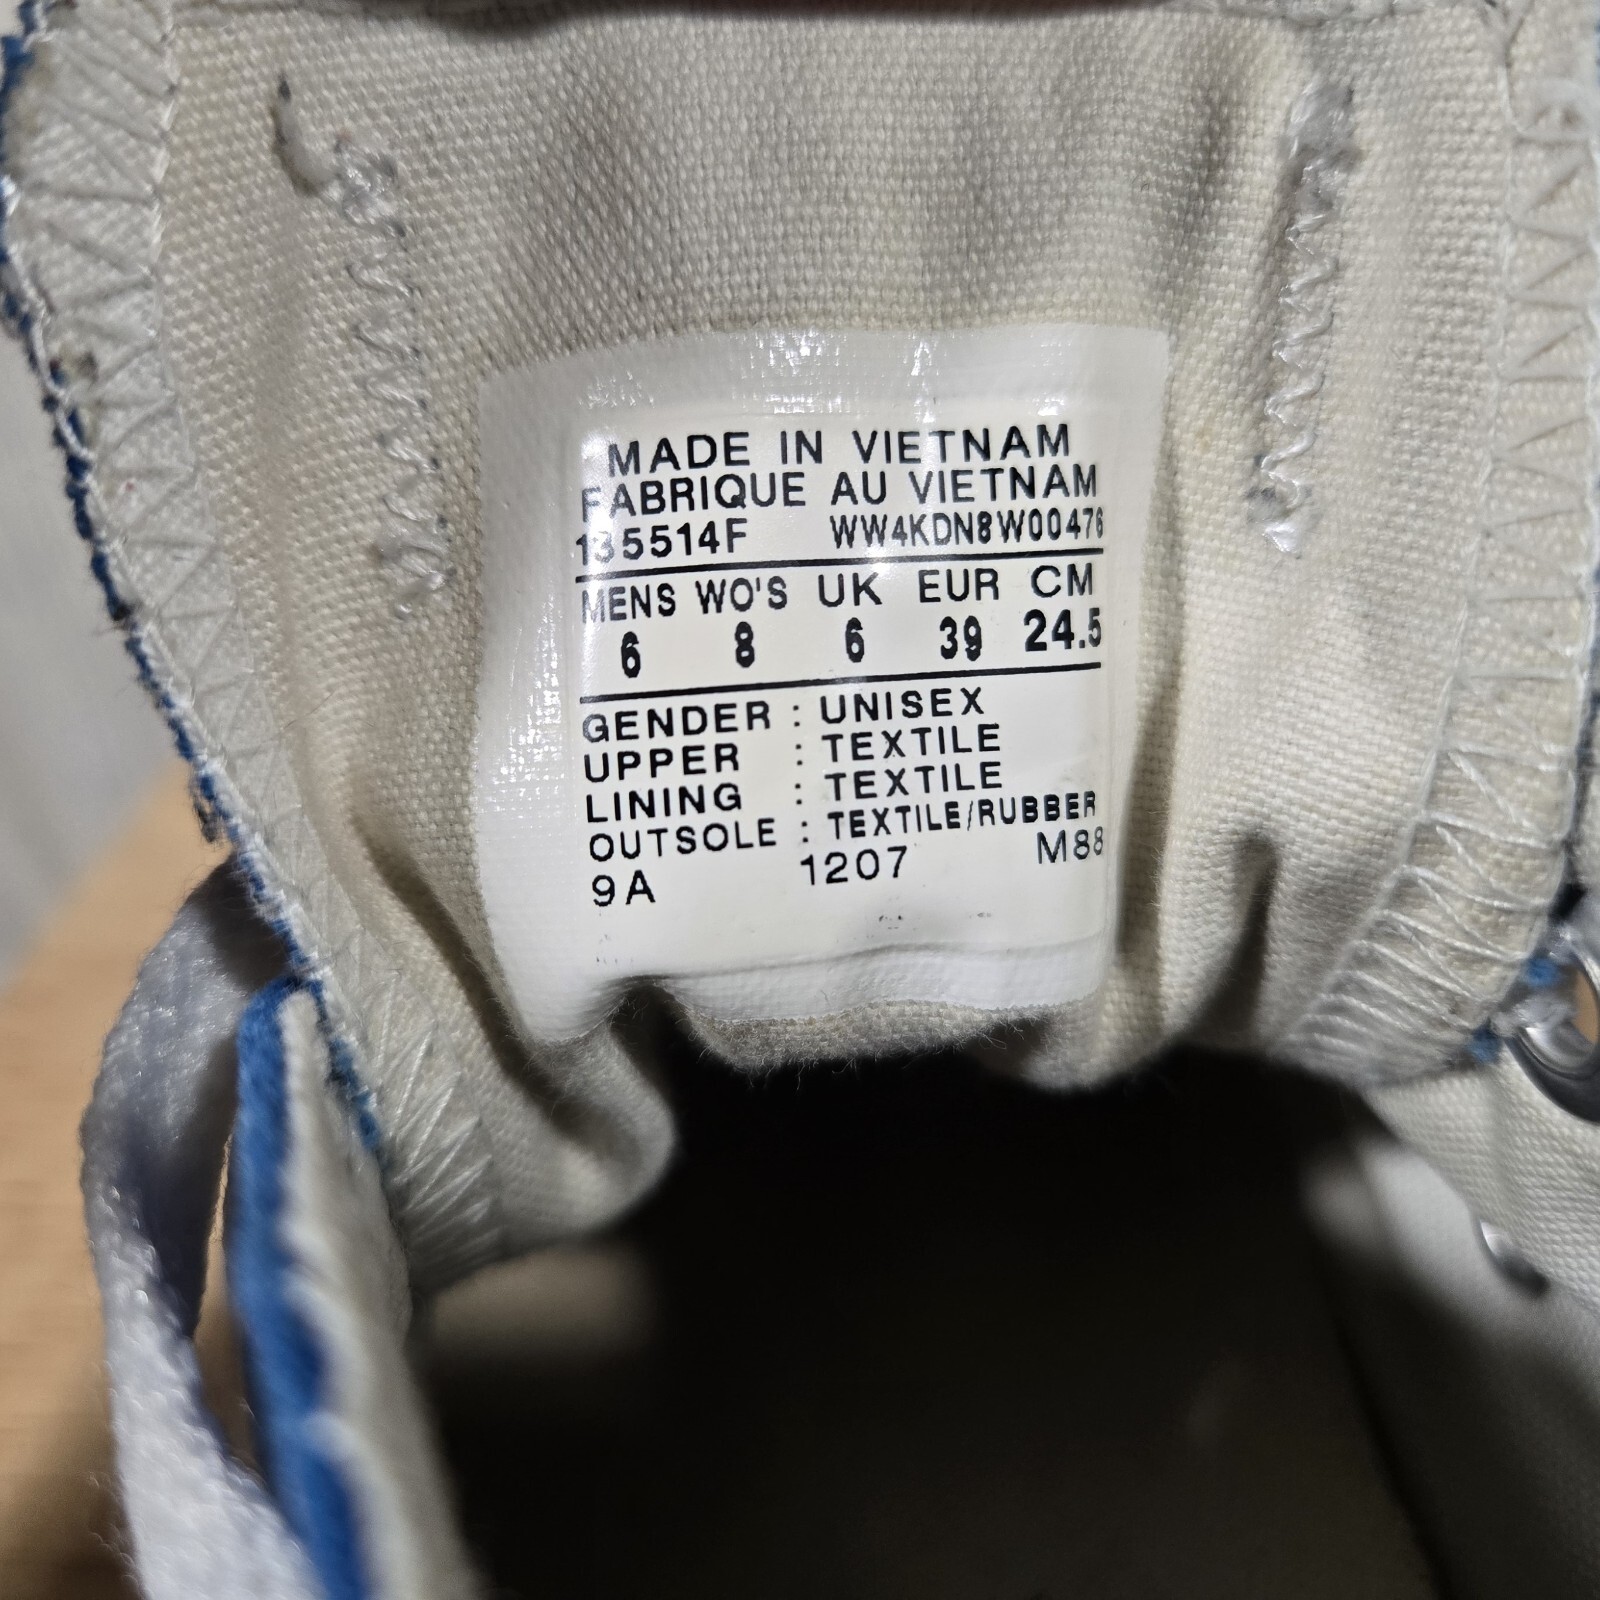 MADE IN VIETNAM
FABRIQUE AU VIETNAM
135514F WW4KDN8W00476
MENS WO'S UK EUR CM
6 8 6 39 24.5
GENDER : UNISEX
UPPER : TEXTILE
LINING : TEXTILE
OUTSOLE : TEXTILE/RUBBER
9A 1207 M88